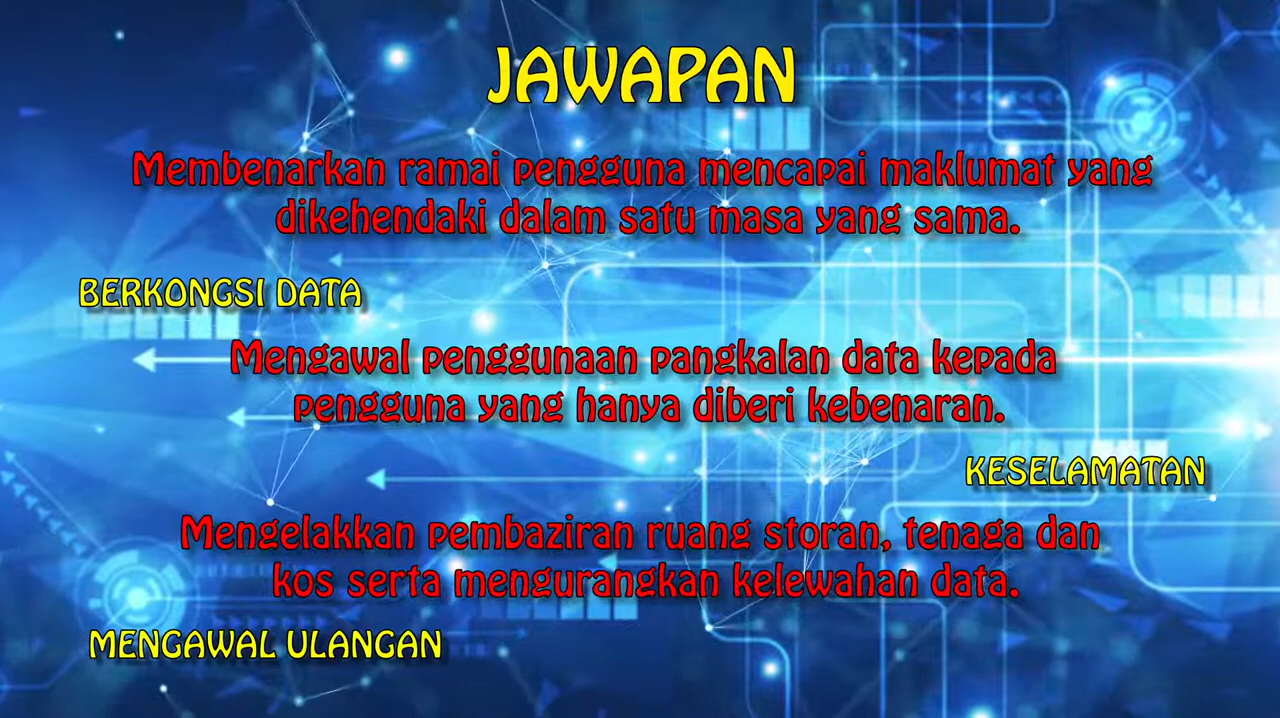 JAWAPAN
Membenarkan ramai pengguna mencapai maklumat yang
dikehendaki dalam satu masa yang sama.
BERKONGSI DATA
Mengawal penggunaan pangkalan data kepada
pengguna yang hanya diberi kebenaran.
KESELAMATAN
Mengelakkan pembaziran ruang storan, tenaga dan
kos serta mengurangkan kelewahan data.
MENGAWAL ULANGAN